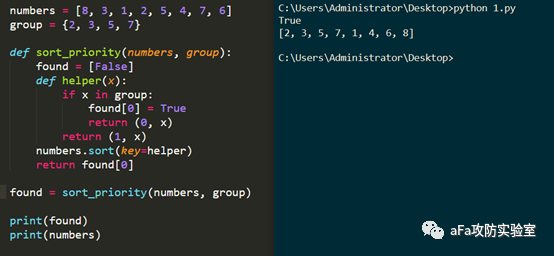 numbers = [8, 3, 1, 2, 5, 4, 7, 6]
group = {2, 3, 5, 7}
def sort_priority(numbers, group):
    found = [False]
    def helper(x):
        if x in group:
            found[0] = True
            return (0, x)
        return (1, x)
    numbers.sort(key=helper)
    return found[0]
found = sort_priority(numbers, group)
print(found)
print(numbers)
C:\Users\Administrator\Desktop>python 1.py
True
[2, 3, 5, 7, 1, 4, 6, 8]
C:\Users\Administrator\Desktop>
aFa攻防实验室